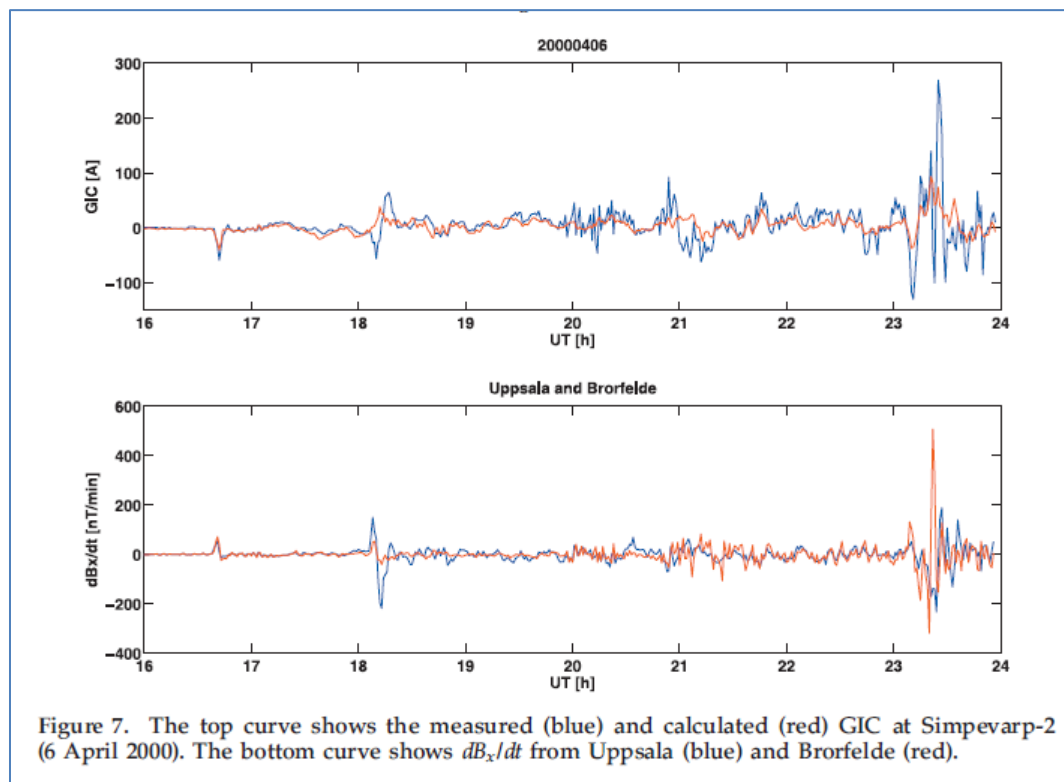 20000406
300
200
100
0
−100
GIC [A]
16 17 18 19 20 21 22 23 24
UT [h]
Uppsala and Brorfelde
600
400
200
0
−200
−400
dBx/dt [nT/min]
16 17 18 19 20 21 22 23 24
UT [h]
Figure 7. The top curve shows the measured (blue) and calculated (red) GIC at Simpevarp-2
(6 April 2000). The bottom curve shows dBx/dt from Uppsala (blue) and Brorfelde (red).